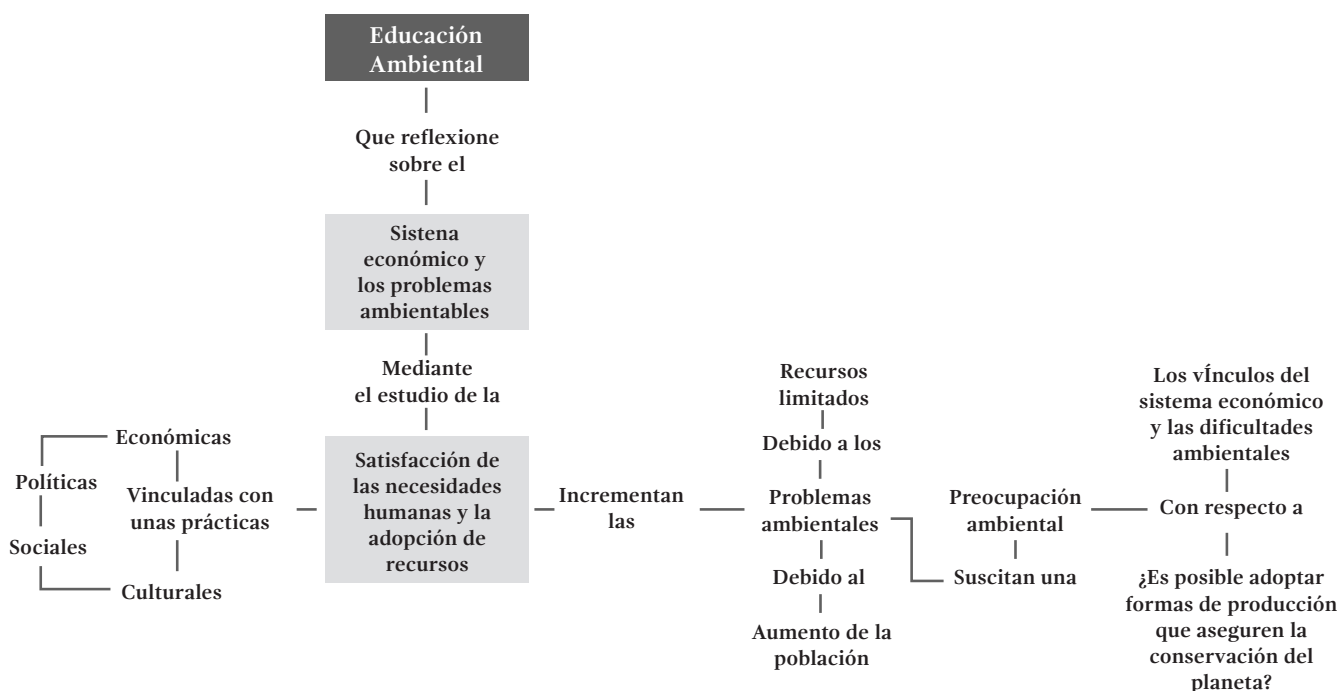 Educación
Ambiental
Que reflexione
sobre el
Sistena
económico y
los problemas
ambientables
Mediante
el estudio de la
Satisfacción de
las necesidades
humanas y la
adopción de
recursos
Económicas
Políticas
Vinculadas con
unas prácticas
Sociales
Culturales
Incrementan
las
Recursos
limitados
Debido a los
Problemas
ambientales
Debido al
Aumento de la
población
Preocupación
ambiental
Suscitan una
Los vÍnculos del
sistema económico
y las dificultades
ambientales
Con respecto a
¿Es posible adoptar
formas de producción
que aseguren la
conservación del
planeta?